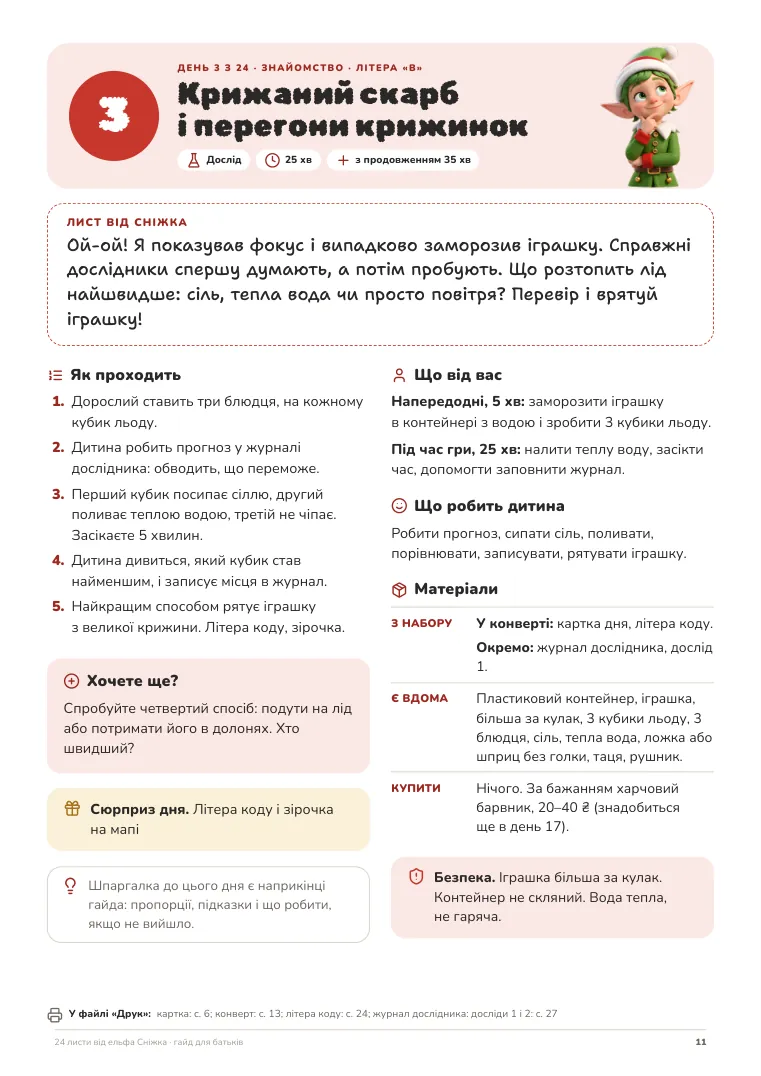 ДЕНЬ 3 З 24 · ЗНАЙОМСТВО · ЛІТЕРА «В»
3
Крижаний скарб
і перегони крижинок
Дослід
25 хв
з продовженням 35 хв
ЛИСТ ВІД СНІЖКА
Ой-ой! Я показував фокус і випадково заморозив іграшку. Справжні
дослідники спершу думають, а потім пробують. Що розтопить лід
найшвидше: сіль, тепла вода чи просто повітря? Перевір і врятуй
іграшку!
Як проходить
1. Дорослий ставить три блюдця, на кожному
кубик льоду.
2. Дитина робить прогноз у журналі
дослідника: обводить, що переможе.
3. Перший кубик посипає сіллю, другий
поливає теплою водою, третій не чіпає.
Засікаєте 5 хвилин.
4. Дитина дивиться, який кубик став
найменшим, і записує місця в журнал.
5. Найкращим способом рятує іграшку
з великої крижини. Літера коду, зірочка.
Хочете ще?
Спробуйте четвертий спосіб: подути на лід
або потримати його в долонях. Хто
швидший?
Сюрприз дня. Літера коду і зірочка
на мапі
Шпаргалка до цього дня є наприкінці
гайда: пропорції, підказки і що робити,
якщо не вийшло.
Що від вас
Напередодні, 5 хв: заморозити іграшку
в контейнері з водою і зробити 3 кубики льоду.
Під час гри, 25 хв: налити теплу воду, засікти
час, допомогти заповнити журнал.
Що робить дитина
Робити прогноз, сипати сіль, поливати,
порівнювати, записувати, рятувати іграшку.
Матеріали
З НАБОРУ
У конверті: картка дня, літера коду.
Окремо: журнал дослідника, дослід
1.
Є ВДОМА
Пластиковий контейнер, іграшка,
більша за кулак, 3 кубики льоду, 3
блюдця, сіль, тепла вода, ложка або
шприц без голки, таця, рушник.
КУПИТИ
Нічого. За бажанням харчовий
барвник, 20–40 ₴ (знадобиться
ще в день 17).
Безпека. Іграшка більша за кулак.
Контейнер не скляний. Вода тепла,
не гаряча.
У файлі «Друк»: картка: с. 6; конверт: с. 13; літера коду: с. 24; журнал дослідника: досліди 1 і 2: с. 27
24 листи від ельфа Сніжка · гайд для батьків
11